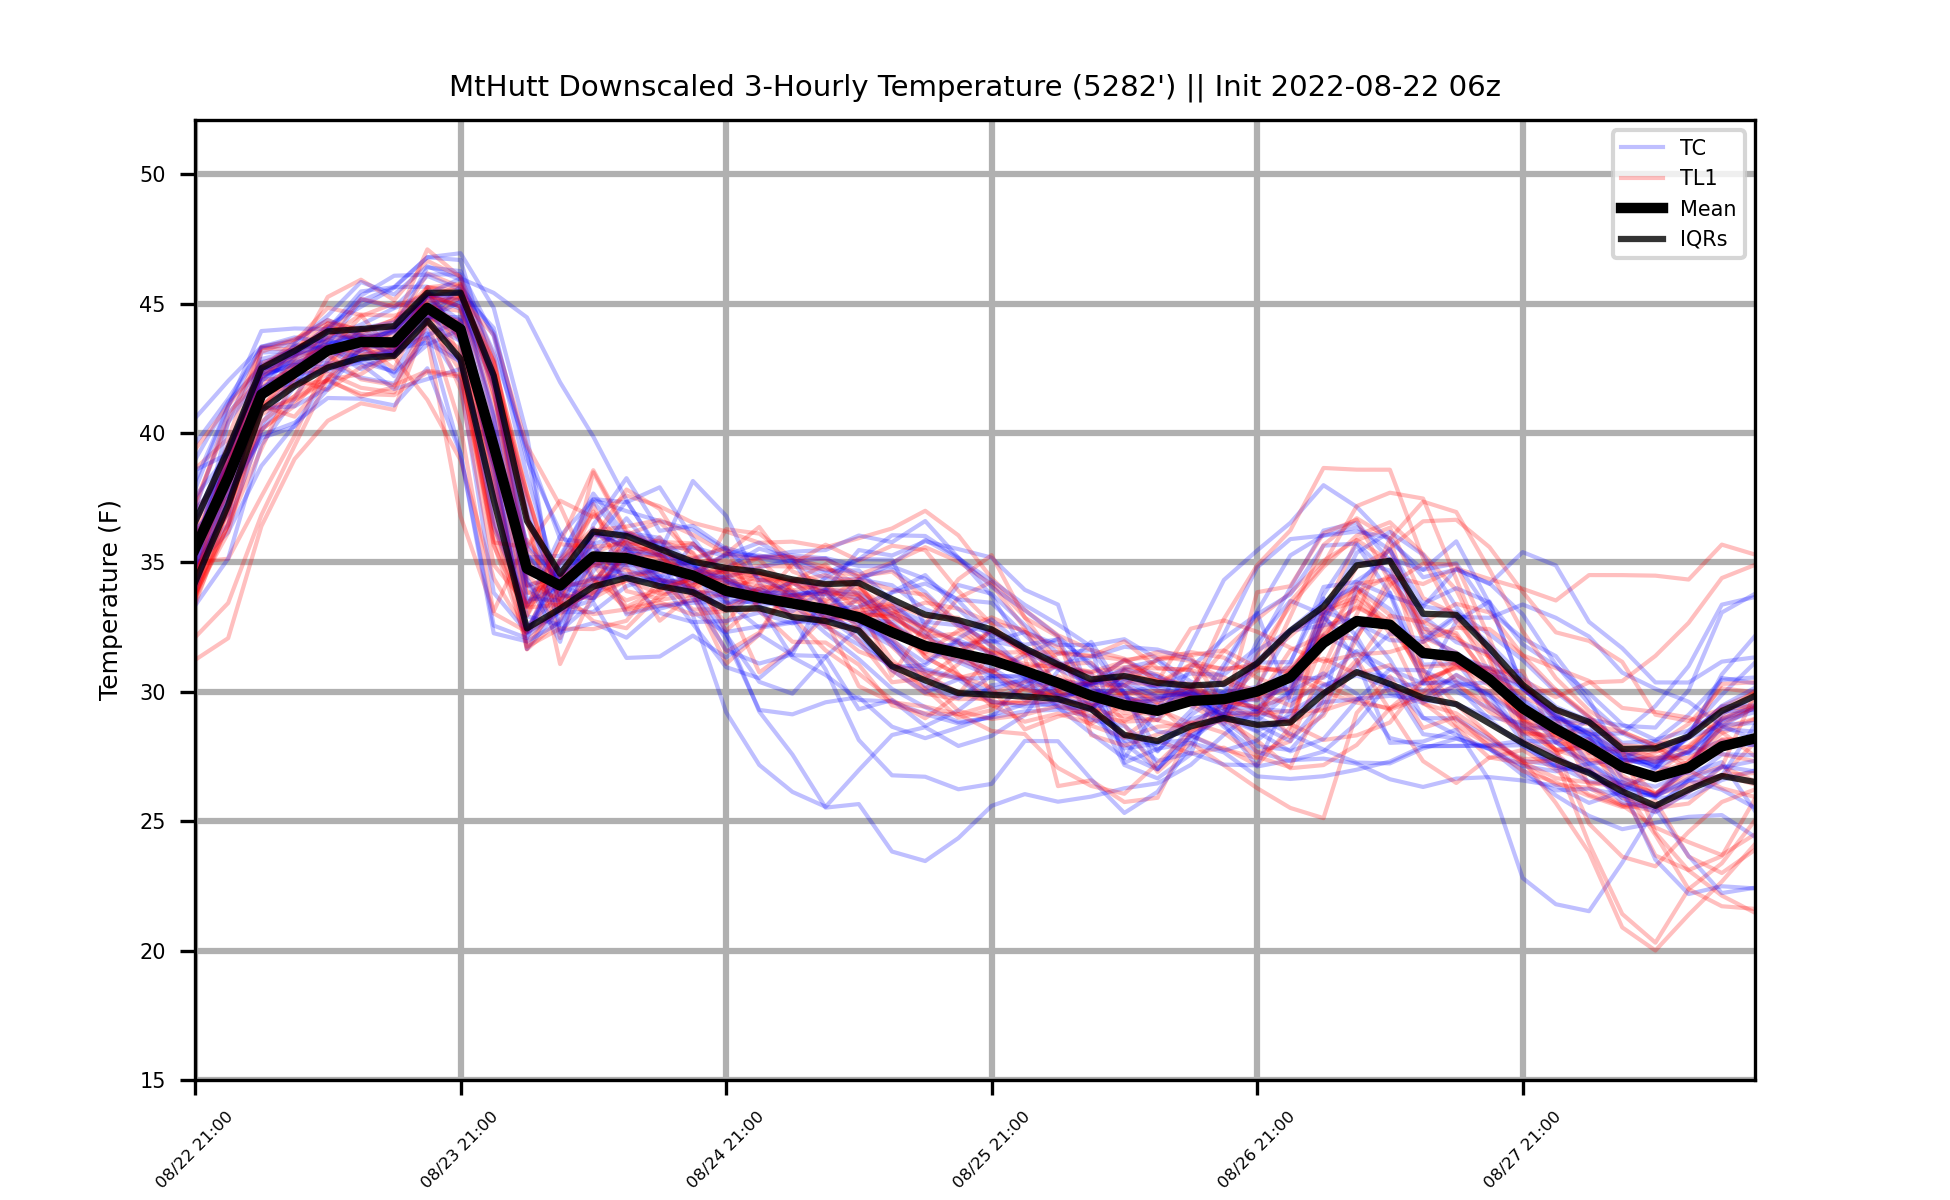 MtHutt Downscaled 3-Hourly Temperature (5282') || Init 2022-08-22 06z
TC
TL1
Mean
IQRs
Temperature (F)
50
45
40
35
30
25
20
15
08/22 21:00
08/23 21:00
08/24 21:00
08/25 21:00
08/26 21:00
08/27 21:00